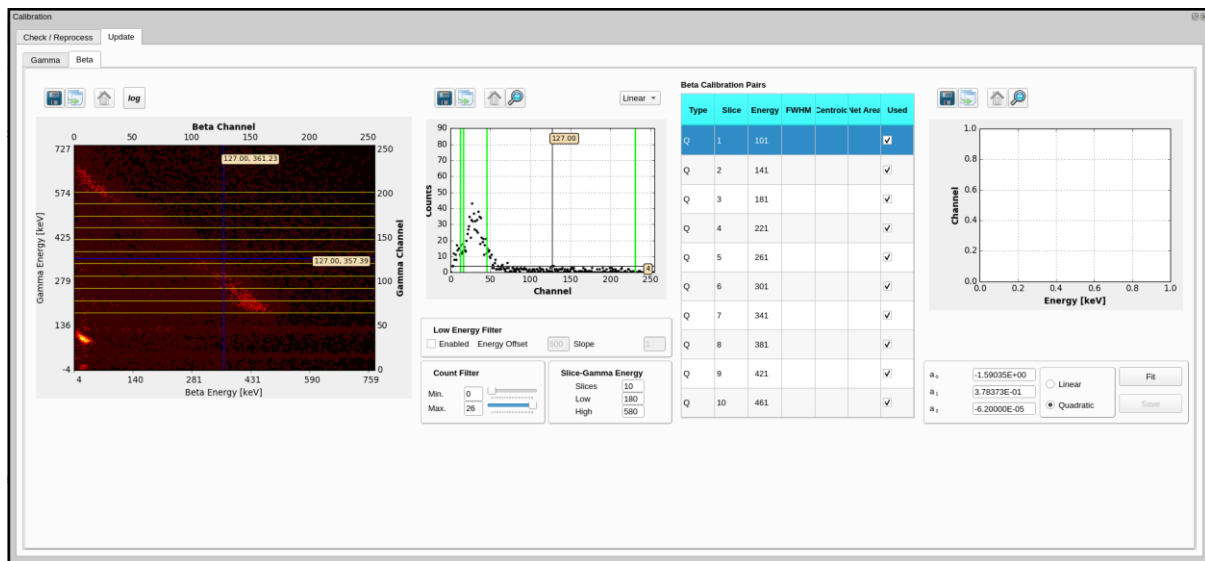 Calibration
Check / Reprocess Update
Gamma Beta
log
Beta Channel
0 50 100 150 200 250
727 574 425 279 136 -4
Gamma Energy [keV]
127.00, 361.23
127.00, 357.39
250 200 150 100 50 0
Gamma Channel
4 140 281 431 590 759
Beta Energy [keV]
Linear
90 80 70 60 50 40 30 20 10 0
Counts
127.00
4
0 50 100 150 200 250
Channel
Low Energy Filter
Enabled Energy Offset 600 Slope 1
Count Filter
Min. 0
Max. 26
Slice-Gamma Energy
Slices 10
Low 180
High 580
Beta Calibration Pairs
Type Slice Energy FWHM Centroid Net Area Used
Q 1 101
Q 2 141
Q 3 181
Q 4 221
Q 5 261
Q 6 301
Q 7 341
Q 8 381
Q 9 421
Q 10 461
1.0 0.8 0.6 0.4 0.2 0.0
Channel
0.0 0.2 0.4 0.6 0.8 1.0
Energy [keV]
a 0 -1.59035E+00
a 1 3.78373E-01
a 2 -6.20000E-05
Linear
Quadratic
Fit
Save